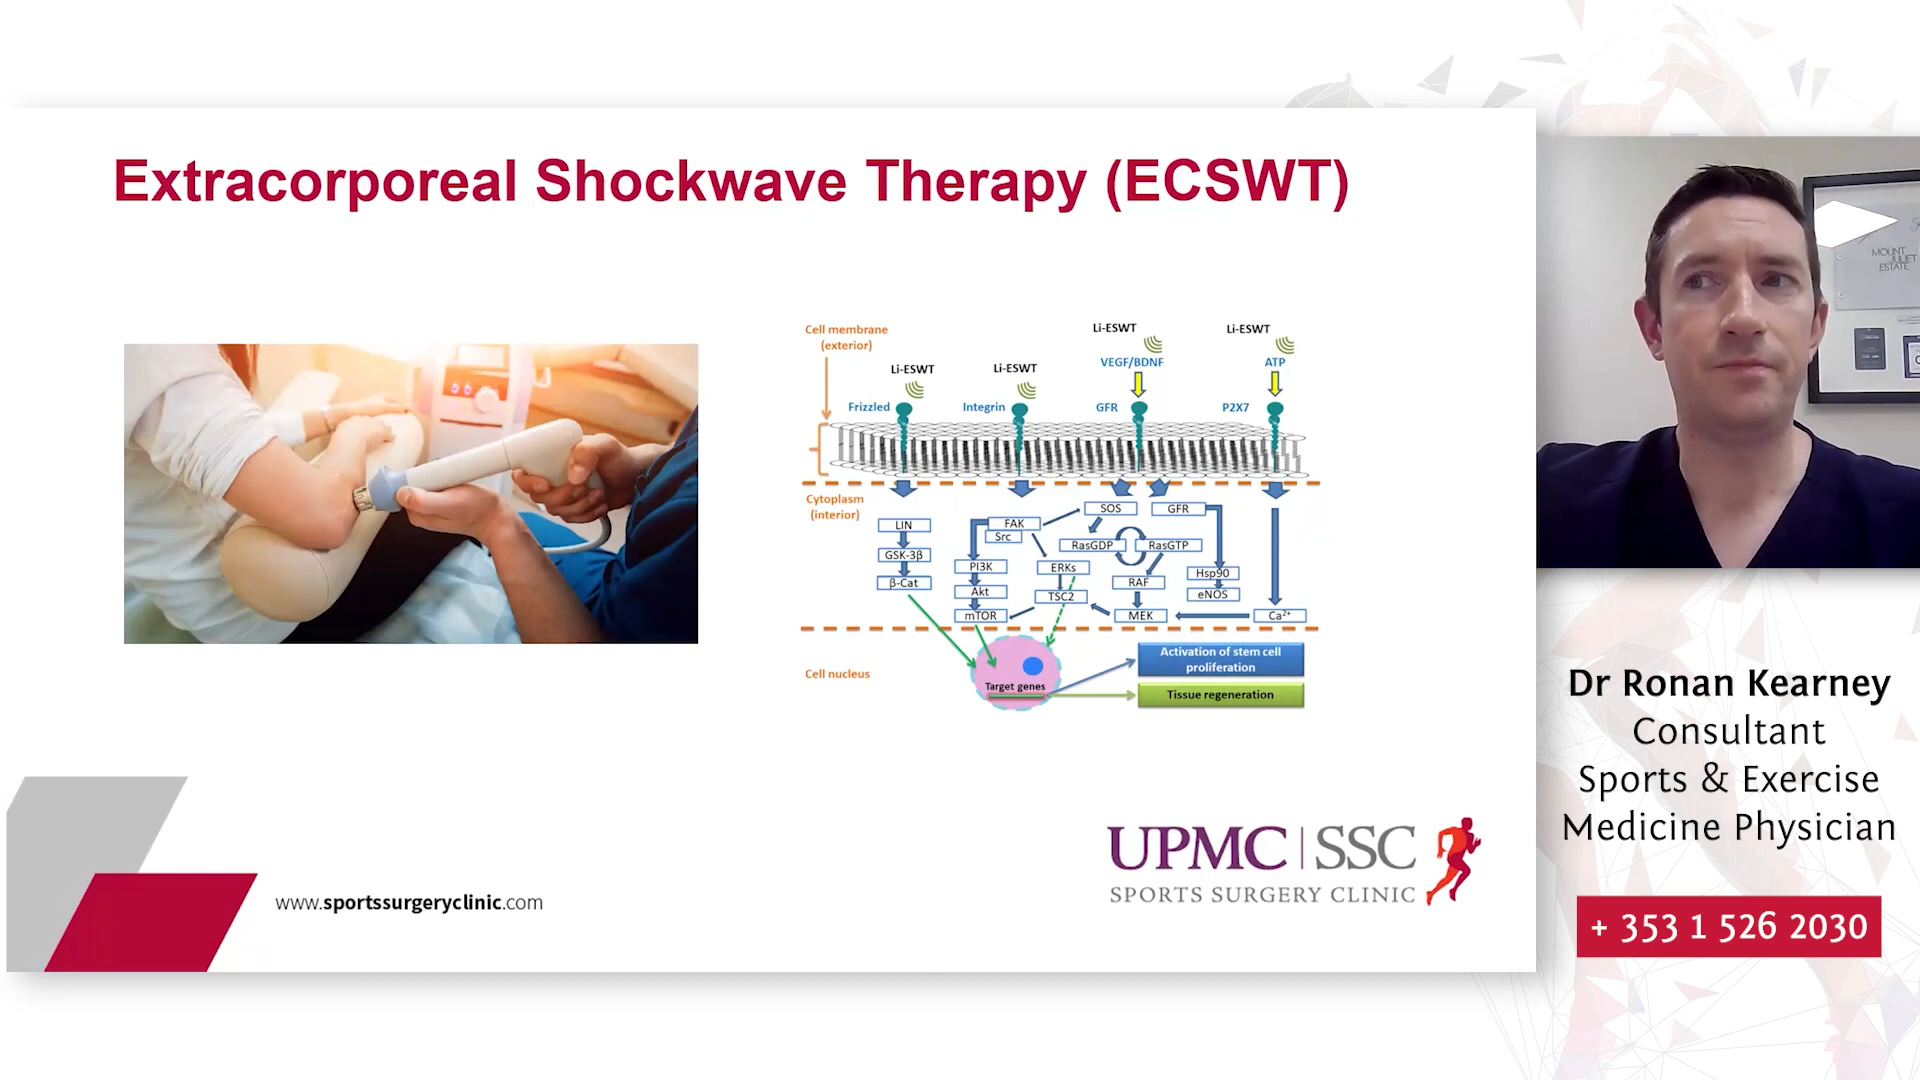 Extracorporeal Shockwave Therapy (ECSWT)
Cell membrane
(exterior)
Li-ESWT
Li-ESWT
Li-ESWT
Li-ESWT
VEGF/BDNF
ATP
Frizzled
Integrin
GFR
P2X7
Cytoplasm
(interior)
LIN
GSK-3β
β-Cat
FAK
Src
PI3K
Akt
mTOR
ERKs
TSC2
SOS
GFR
RasGDP
RasGTP
RAF
MEK
Hsp90
eNOS
Ca²⁺
Cell nucleus
Target genes
Activation of stem cell
proliferation
Tissue regeneration
www.sportssurgeryclinic.com
UPMC | SSC
SPORTS SURGERY CLINIC
MOUNT
JULIET
ESTATE
Dr Ronan Kearney
Consultant
Sports & Exercise
Medicine Physician
+ 353 1 526 2030